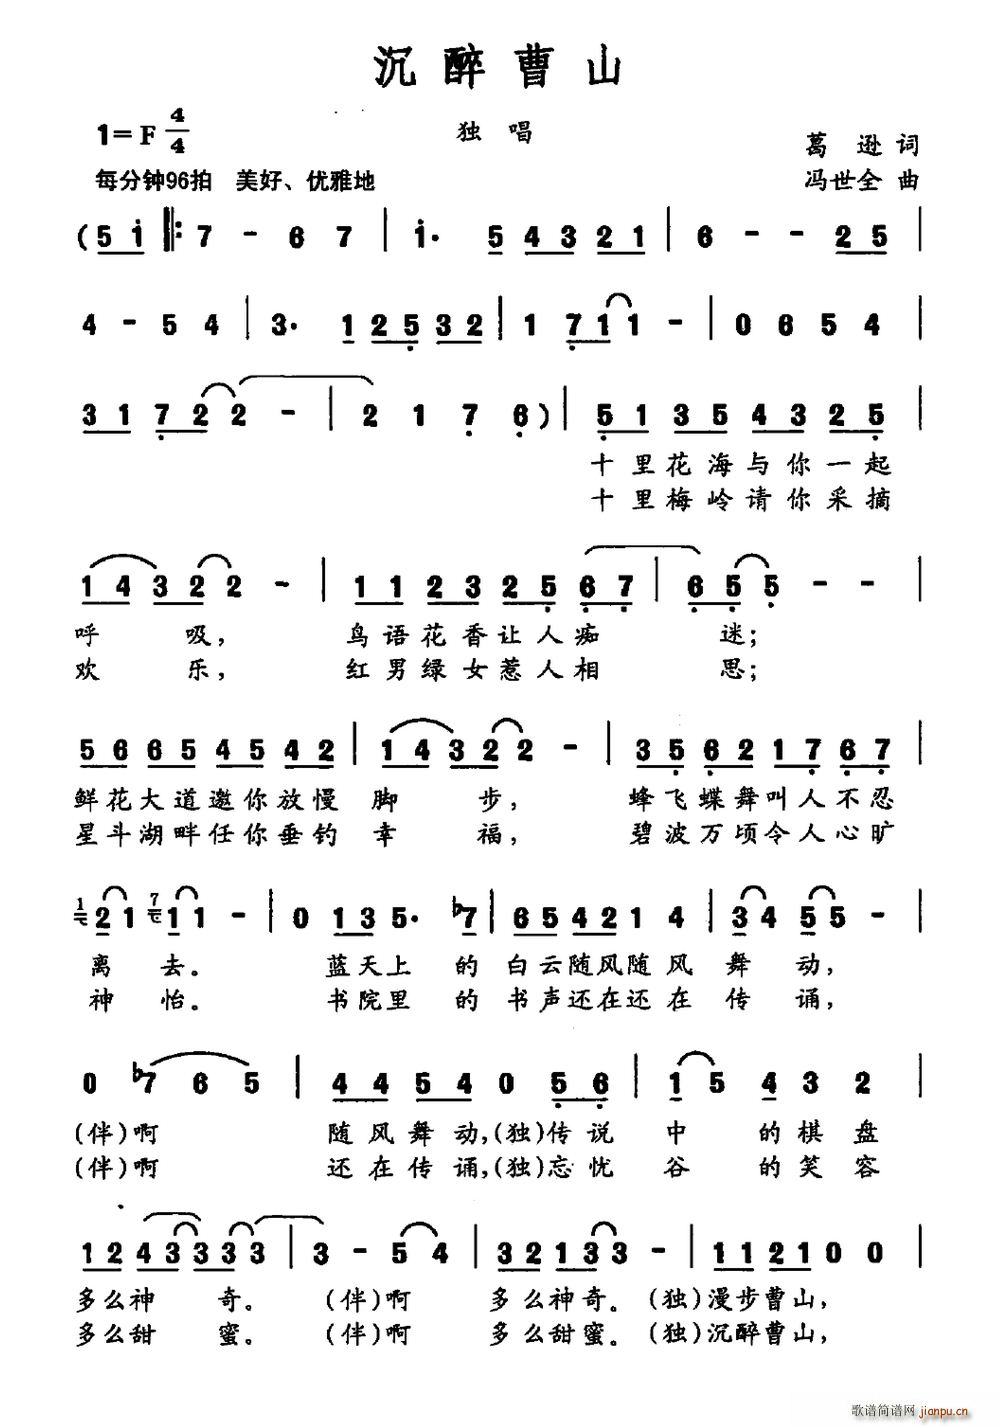 沉醉曹山
1=F 4/4
独唱
葛逊 词
每分钟96拍 美好、优雅地
冯世全 曲
(5 i ‖: 7 - 6 7 | i· 5 4 3 2 1 | 6 - - 2 5 |
4 - 5 4 | 3· 1 2 5 3 2 | 1 7 1 1 - | 0 6 5 4 |
3 1 7 2 2 - | 2 1 7 6 ) | 5 1 3 5 4 3 2 5 |
十里花海与你一起
十里梅岭请你采摘
1 4 3 2 2 - | 1 1 2 3 2 5 6 7 | 6 5 5 - - |
呼吸, 鸟语花香让人痴迷;
欢乐, 红男绿女惹人相思;
5 6 6 5 4 5 4 2 | 1 4 3 2 2 - | 3 5 6 2 1 7 6 7 |
鲜花大道邀你放慢脚步, 蜂飞蝶舞叫人不忍
星斗湖畔任你垂钓幸福, 碧波万顷令人心旷
1 2 1 7 1 1 - | 0 1 3 5· ♭7 | 6 5 4 2 1 4 | 3 4 5 5 - |
离去。 蓝天上的白云随风随风舞动,
神怡。 书院里的书声还在还在传诵,
0 ♭7 6 5 | 4 4 5 4 0 5 6 | 1 5 4 3 2 |
(伴)啊 随风舞动,(独)传说中的棋盘
(伴)啊 还在传诵,(独)忘忧谷的笑容
1 2 4 3 3 3 3 | 3 - 5 4 | 3 2 1 3 3 - | 1 1 2 1 0 0 |
多么神奇。 (伴)啊 多么神奇。(独)漫步曹山,
多么甜蜜。 (伴)啊 多么甜蜜。(独)沉醉曹山,
歌谱简谱网 jianpu.cn